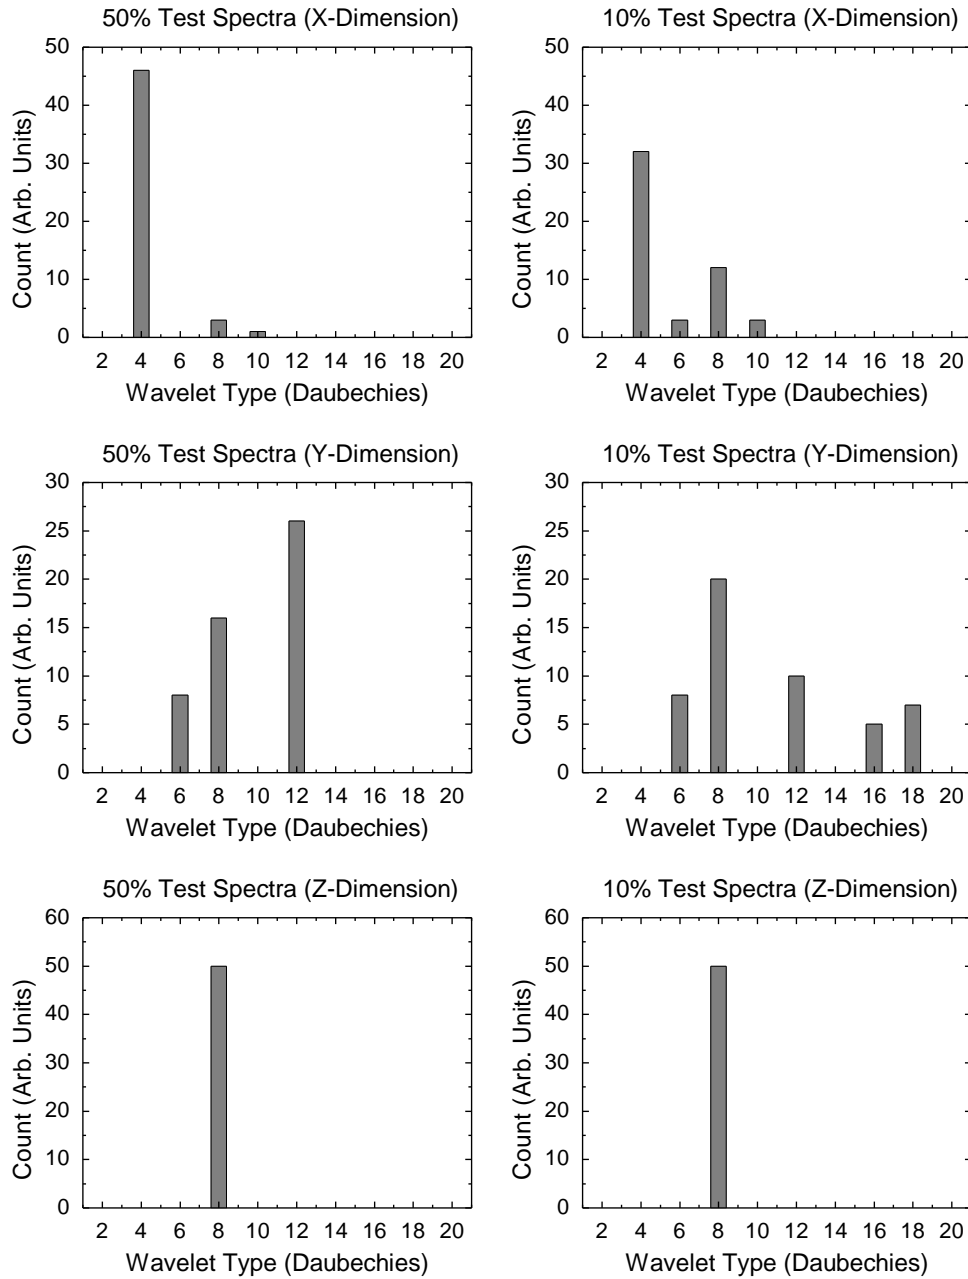 50% Test Spectra (X-Dimension)
50
40
30
20
10
0
Count (Arb. Units)
2 4 6 8 10 12 14 16 18 20
Wavelet Type (Daubechies)
10% Test Spectra (X-Dimension)
50
40
30
20
10
0
Count (Arb. Units)
2 4 6 8 10 12 14 16 18 20
Wavelet Type (Daubechies)
50% Test Spectra (Y-Dimension)
30
25
20
15
10
5
0
Count (Arb. Units)
2 4 6 8 10 12 14 16 18 20
Wavelet Type (Daubechies)
10% Test Spectra (Y-Dimension)
30
25
20
15
10
5
0
Count (Arb. Units)
2 4 6 8 10 12 14 16 18 20
Wavelet Type (Daubechies)
50% Test Spectra (Z-Dimension)
60
50
40
30
20
10
0
Count (Arb. Units)
2 4 6 8 10 12 14 16 18 20
Wavelet Type (Daubechies)
10% Test Spectra (Z-Dimension)
60
50
40
30
20
10
0
Count (Arb. Units)
2 4 6 8 10 12 14 16 18 20
Wavelet Type (Daubechies)